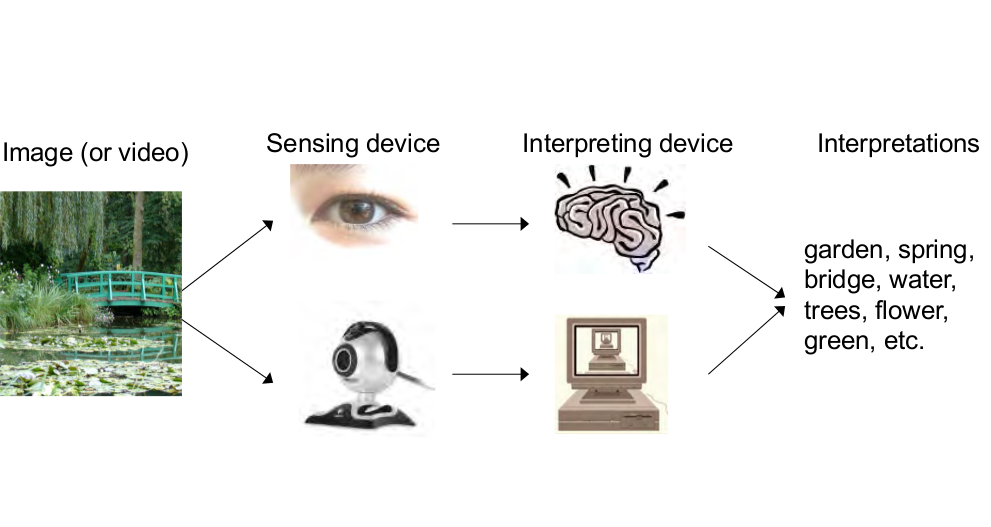 Image (or video)
Sensing device
Interpreting device
Interpretations
garden, spring,
bridge, water,
trees, flower,
green, etc.